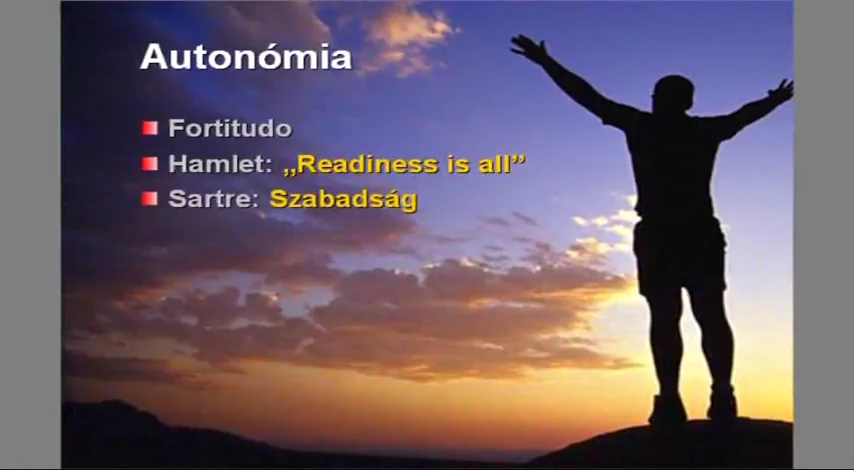 Autonómia
Fortitudo
Hamlet: „Readiness is all”
Sartre: Szabadság